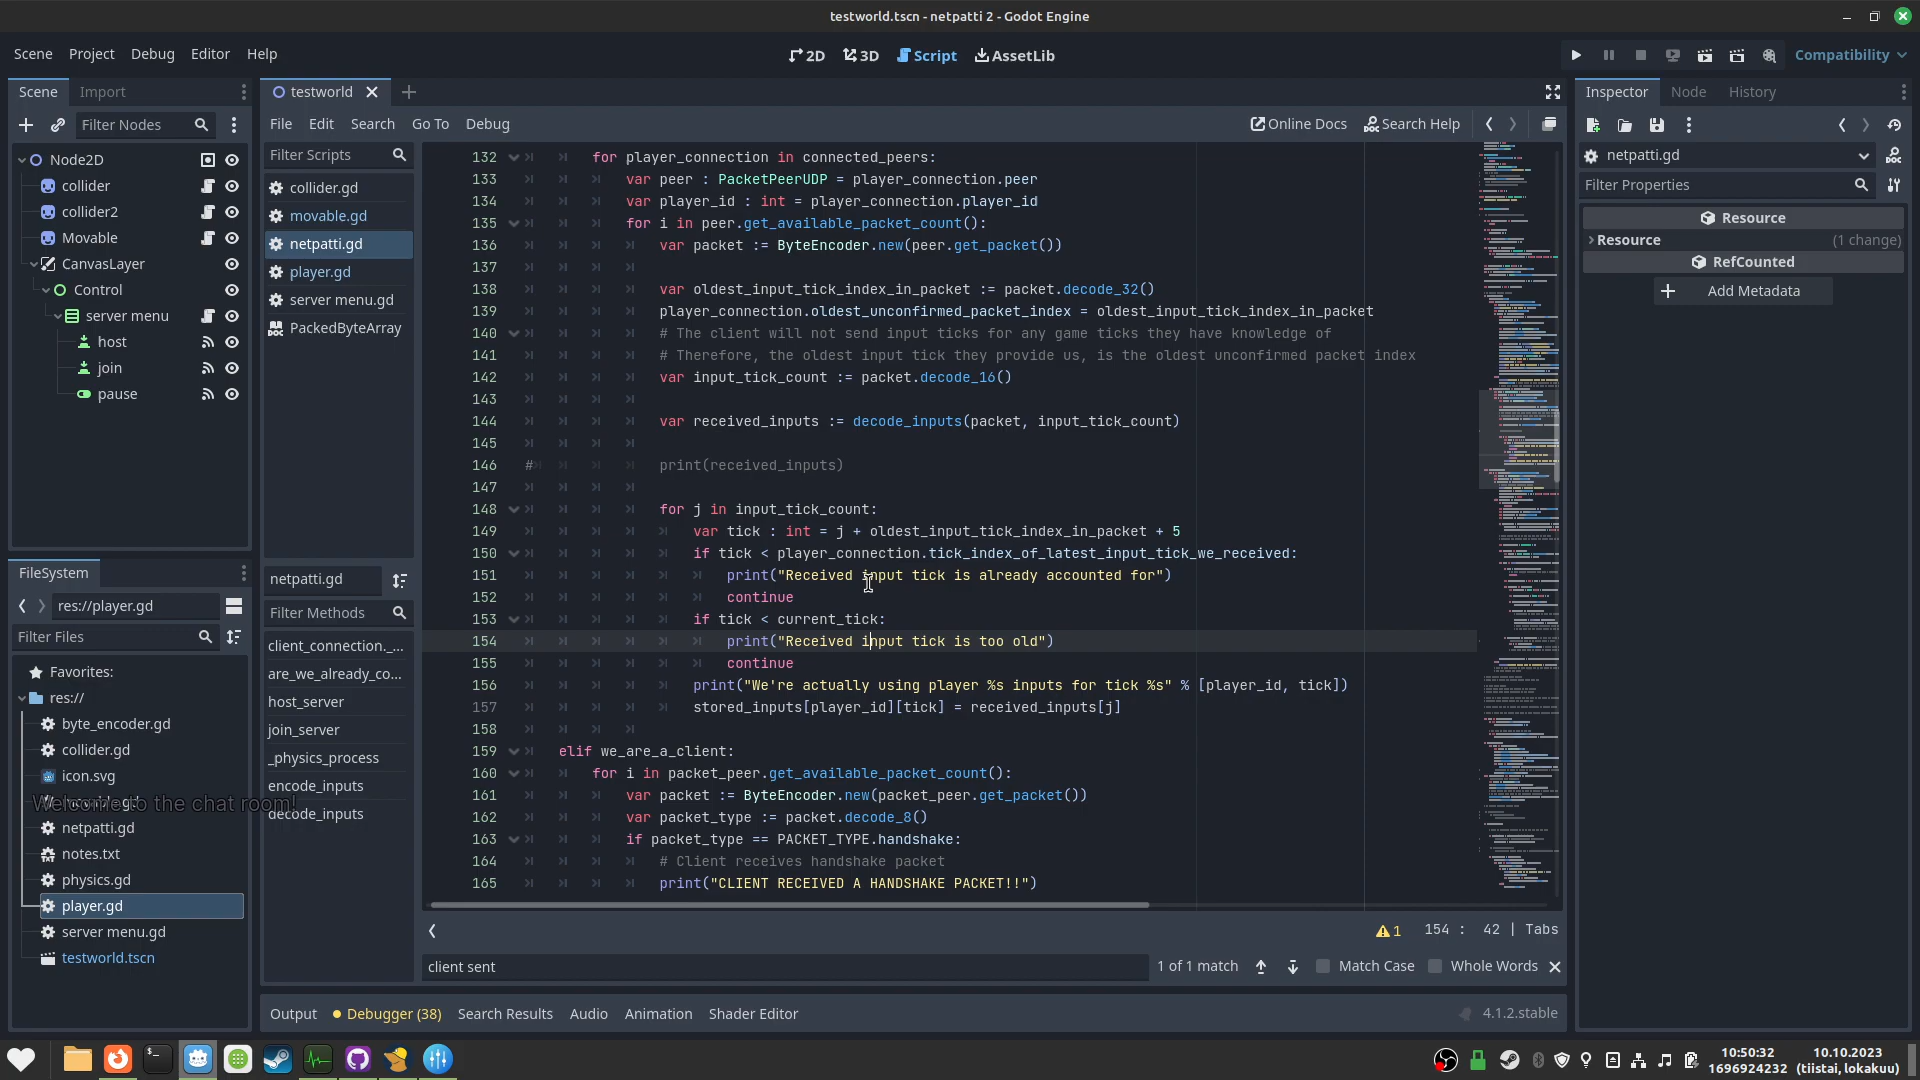 testworld.tscn - netpatti 2 - Godot Engine
Scene Project Debug Editor Help
2D 3D Script AssetLib
Compatibility
Scene Import
Filter Nodes
Node2D
collider
collider2
Movable
CanvasLayer
Control
server menu
host
join
pause
FileSystem
res://player.gd
Filter Files
Favorites:
res://
byte_encoder.gd
collider.gd
icon.svg
Welcome to the chat room!
netpatti.gd
notes.txt
physics.gd
player.gd
server menu.gd
testworld.tscn
testworld
File Edit Search Go To Debug
Online Docs Search Help
Filter Scripts
collider.gd
movable.gd
netpatti.gd
player.gd
server menu.gd
PackedByteArray
netpatti.gd
Filter Methods
client_connection._...
are_we_already_co...
host_server
join_server
_physics_process
encode_inputs
decode_inputs
132 for player_connection in connected_peers:
133 var peer : PacketPeerUDP = player_connection.peer
134 var player_id : int = player_connection.player_id
135 for i in peer.get_available_packet_count():
136 var packet := ByteEncoder.new(peer.get_packet())
137
138 var oldest_input_tick_index_in_packet := packet.decode_32()
139 player_connection.oldest_unconfirmed_packet_index = oldest_input_tick_index_in_packet
140 # The client will not send input ticks for any game ticks they have knowledge of
141 # Therefore, the oldest input tick they provide us, is the oldest unconfirmed packet index
142 var input_tick_count := packet.decode_16()
143
144 var received_inputs := decode_inputs(packet, input_tick_count)
145
146 # print(received_inputs)
147
148 for j in input_tick_count:
149 var tick : int = j + oldest_input_tick_index_in_packet + 5
150 if tick < player_connection.tick_index_of_latest_input_tick_we_received:
151 print("Received input tick is already accounted for")
152 continue
153 if tick < current_tick:
154 print("Received input tick is too old")
155 continue
156 print("We're actually using player %s inputs for tick %s" % [player_id, tick])
157 stored_inputs[player_id][tick] = received_inputs[j]
158
159 elif we_are_a_client:
160 for i in packet_peer.get_available_packet_count():
161 var packet := ByteEncoder.new(packet_peer.get_packet())
162 var packet_type := packet.decode_8()
163 if packet_type == PACKET_TYPE.handshake:
164 # Client receives handshake packet
165 print("CLIENT RECEIVED A HANDSHAKE PACKET!!")
1 154 : 42 | Tabs
client sent 1 of 1 match Match Case Whole Words
Output Debugger (38) Search Results Audio Animation Shader Editor 4.1.2.stable
Inspector Node History
netpatti.gd
Filter Properties
Resource
Resource (1 change)
RefCounted
Add Metadata
10:50:32 10.10.2023
1696924232 (tiistai, lokakuu)